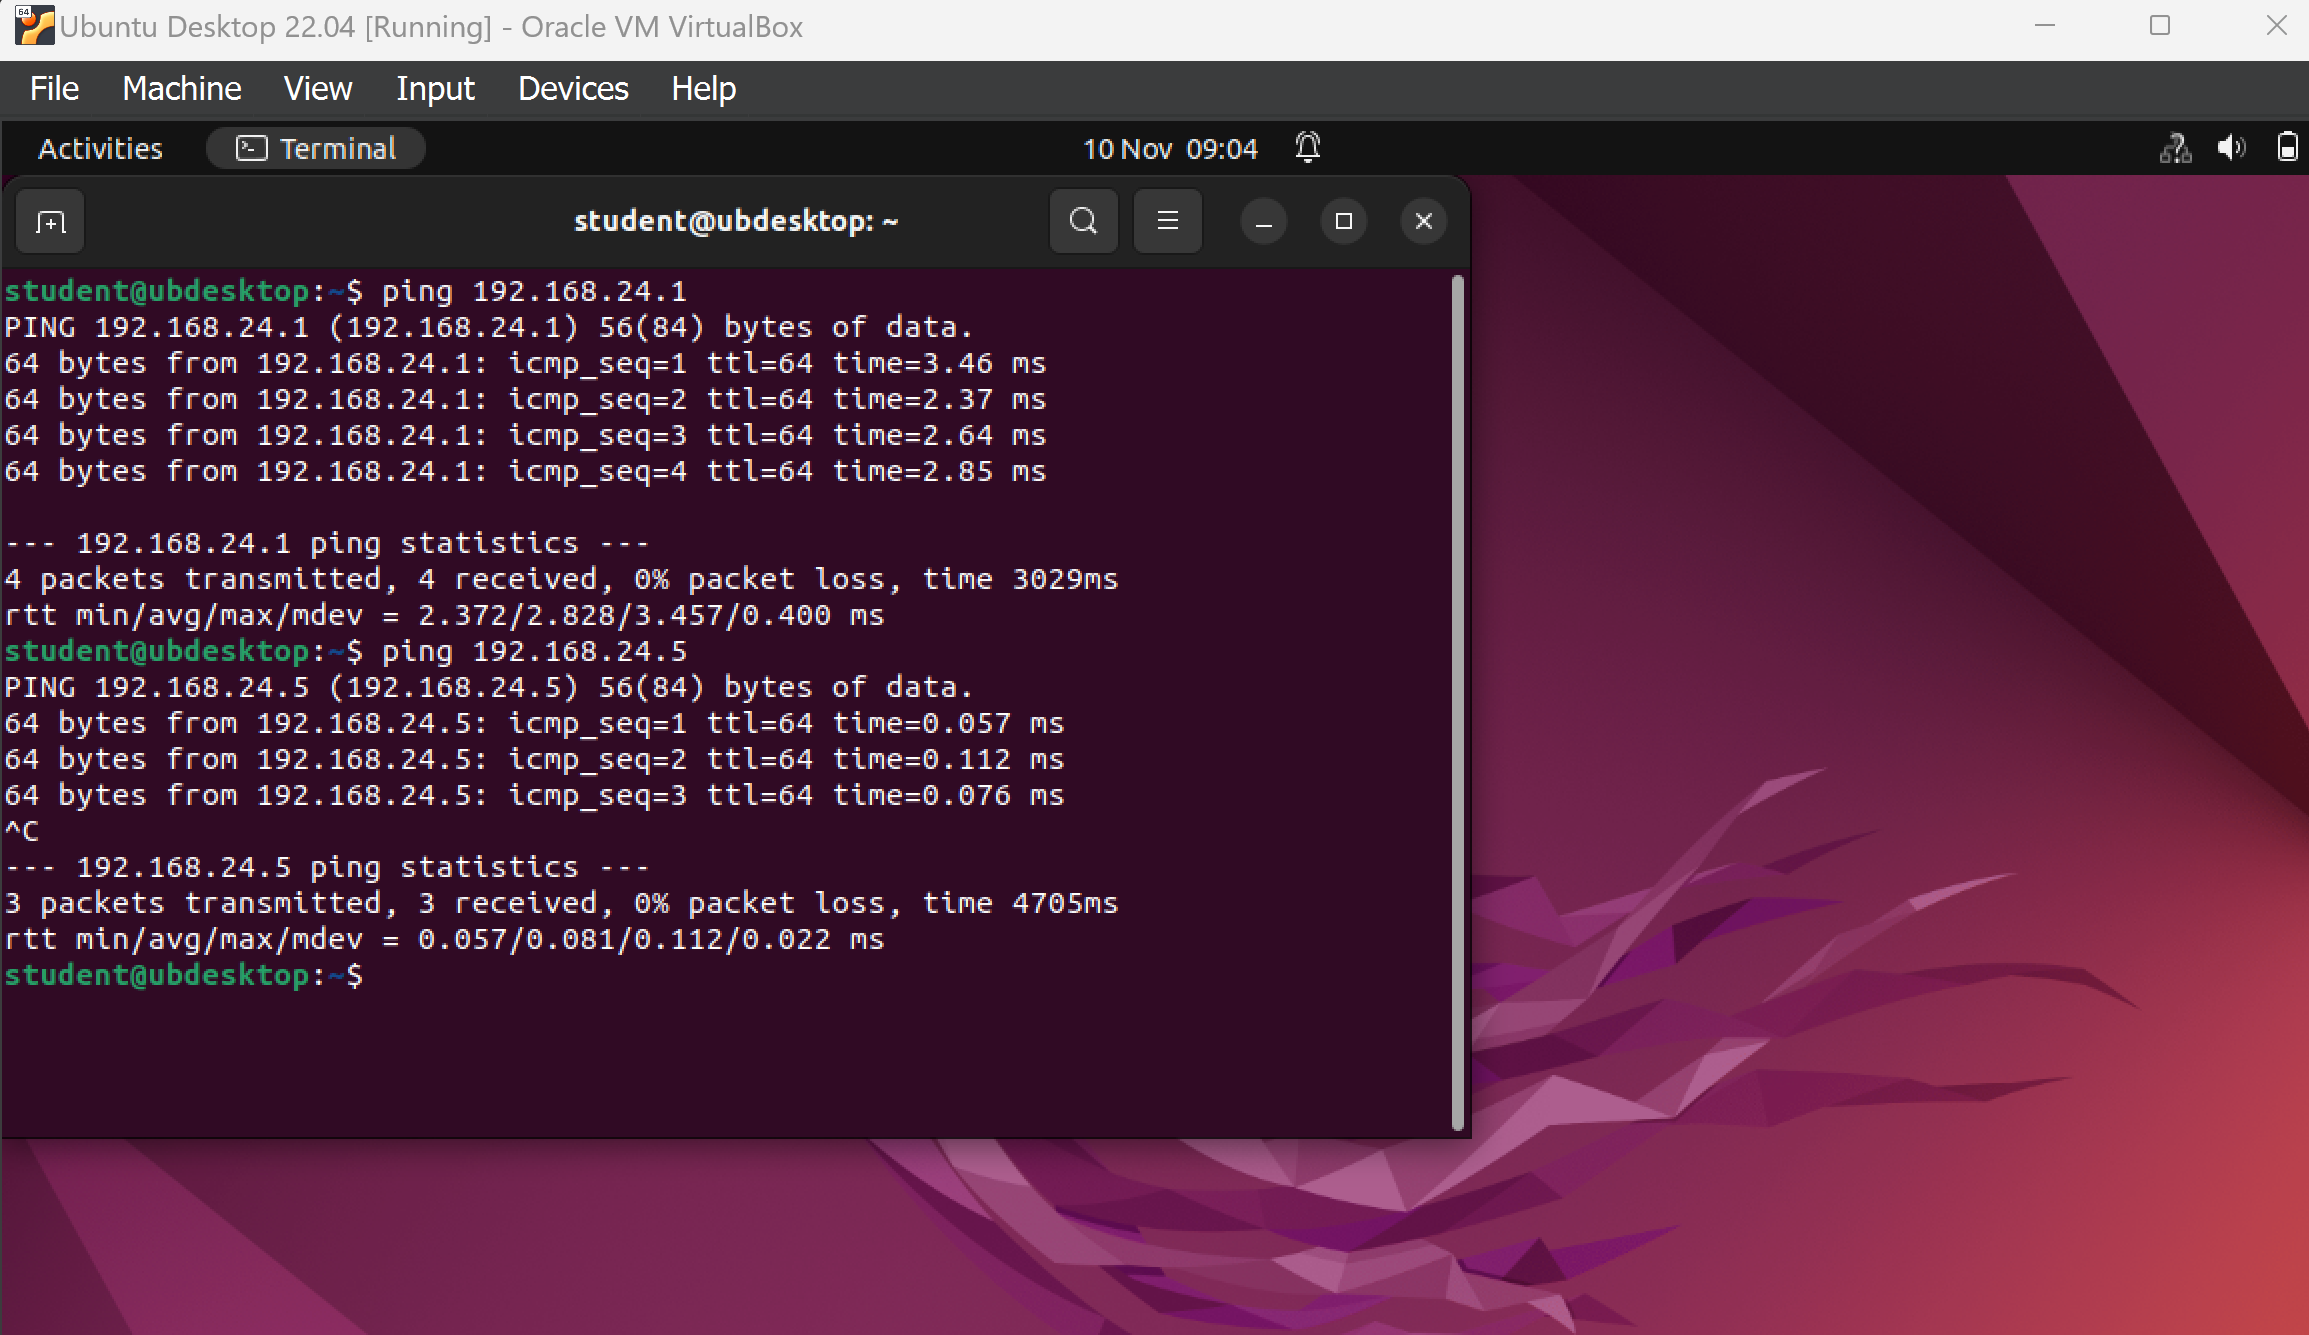 64
Ubuntu Desktop 22.04 [Running] - Oracle VM VirtualBox
File Machine View Input Devices Help
Activities Terminal 10 Nov 09:04
student@ubdesktop: ~
student@ubdesktop:~$ ping 192.168.24.1
PING 192.168.24.1 (192.168.24.1) 56(84) bytes of data.
64 bytes from 192.168.24.1: icmp_seq=1 ttl=64 time=3.46 ms
64 bytes from 192.168.24.1: icmp_seq=2 ttl=64 time=2.37 ms
64 bytes from 192.168.24.1: icmp_seq=3 ttl=64 time=2.64 ms
64 bytes from 192.168.24.1: icmp_seq=4 ttl=64 time=2.85 ms
--- 192.168.24.1 ping statistics ---
4 packets transmitted, 4 received, 0% packet loss, time 3029ms
rtt min/avg/max/mdev = 2.372/2.828/3.457/0.400 ms
student@ubdesktop:~$ ping 192.168.24.5
PING 192.168.24.5 (192.168.24.5) 56(84) bytes of data.
64 bytes from 192.168.24.5: icmp_seq=1 ttl=64 time=0.057 ms
64 bytes from 192.168.24.5: icmp_seq=2 ttl=64 time=0.112 ms
64 bytes from 192.168.24.5: icmp_seq=3 ttl=64 time=0.076 ms
^C
--- 192.168.24.5 ping statistics ---
3 packets transmitted, 3 received, 0% packet loss, time 4705ms
rtt min/avg/max/mdev = 0.057/0.081/0.112/0.022 ms
student@ubdesktop:~$